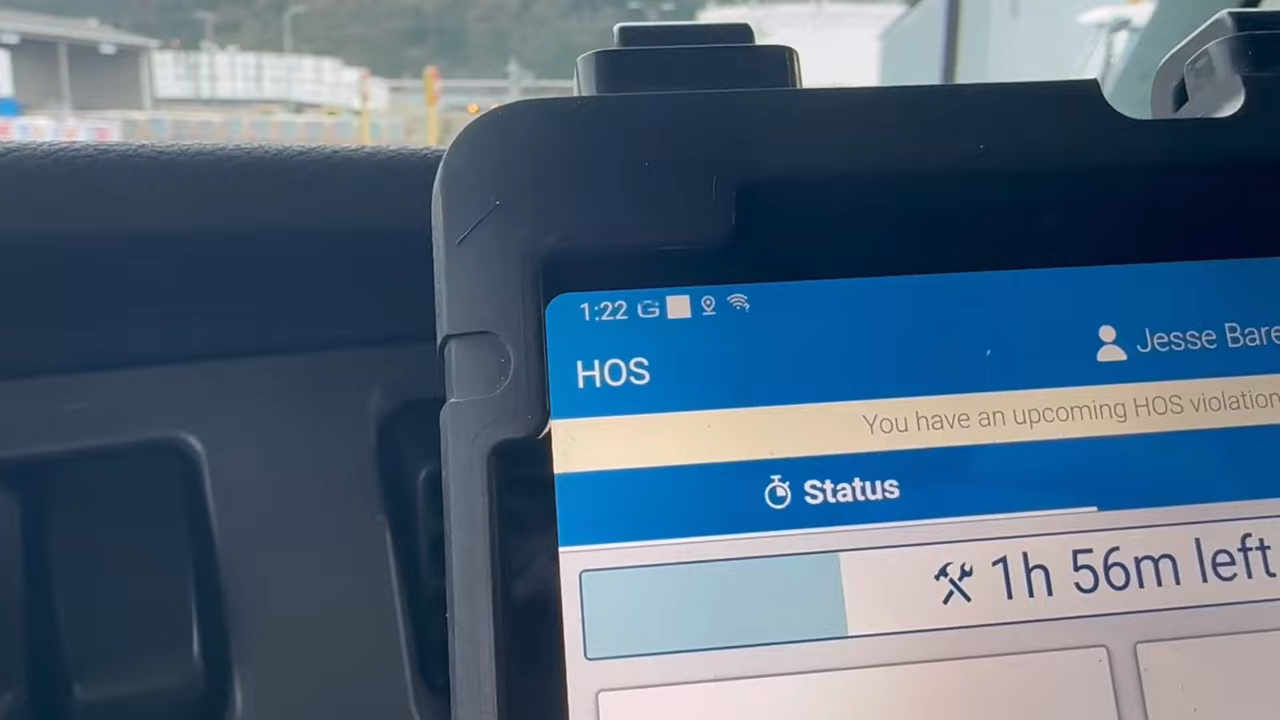 1:22
HOS
Jesse Bare
You have an upcoming HOS violation
Status
1h 56m left